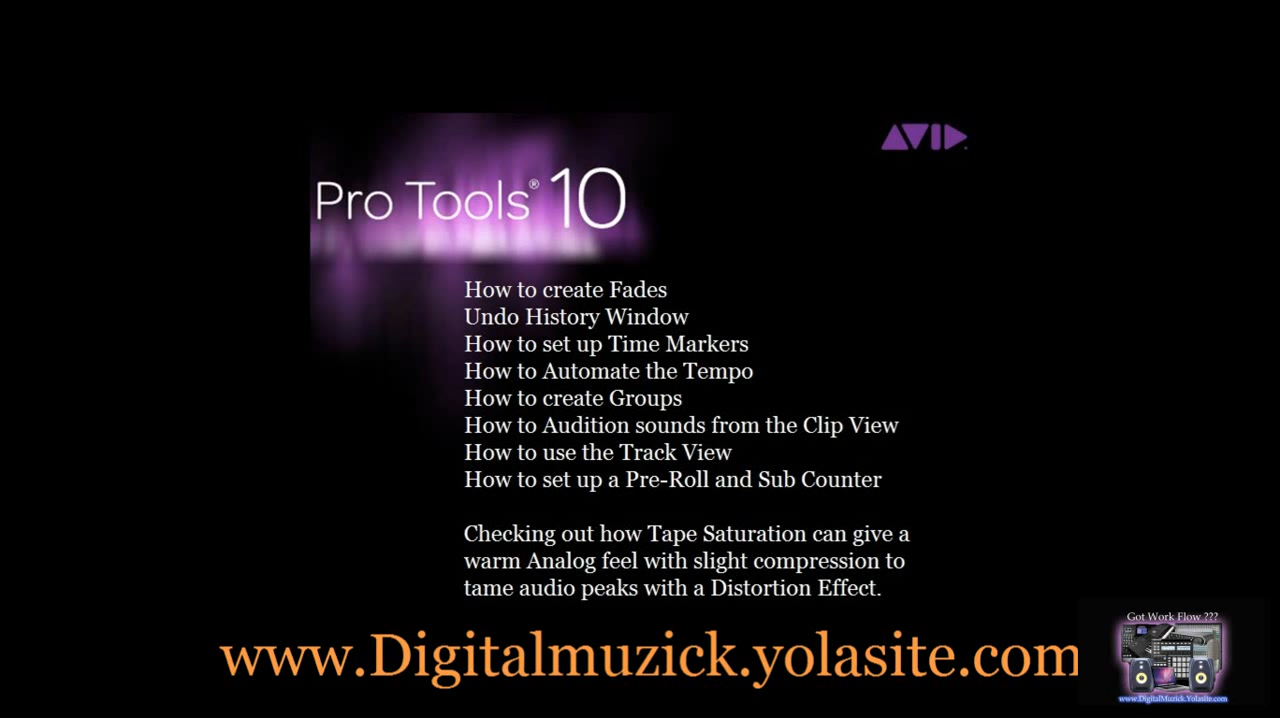 AVID
Pro Tools® 10
How to create Fades
Undo History Window
How to set up Time Markers
How to Automate the Tempo
How to create Groups
How to Audition sounds from the Clip View
How to use the Track View
How to set up a Pre-Roll and Sub Counter
Checking out how Tape Saturation can give a
warm Analog feel with slight compression to
tame audio peaks with a Distortion Effect.
www.Digitalmuzick.yolasite.com
Got Work Flow ???
www.DigitalMuzick.Yolasite.com